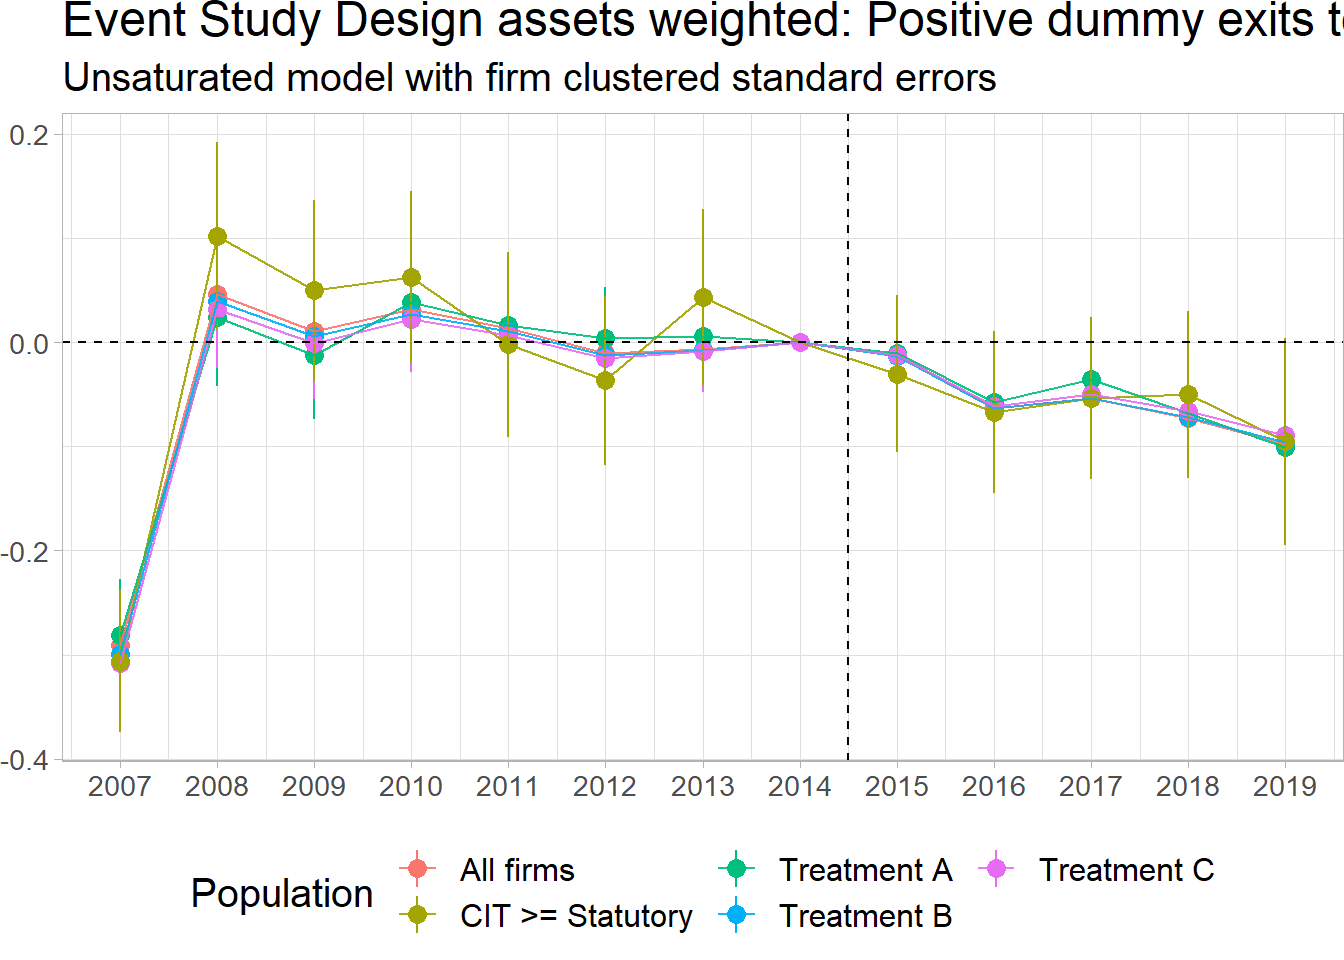 Event Study Design assets weighted: Positive dummy exits
Unsaturated model with firm clustered standard errors
0.2
0.0
-0.2
-0.4
2007 2008 2009 2010 2011 2012 2013 2014 2015 2016 2017 2018 2019
Population
All firms
Treatment A
Treatment C
CIT >= Statutory
Treatment B